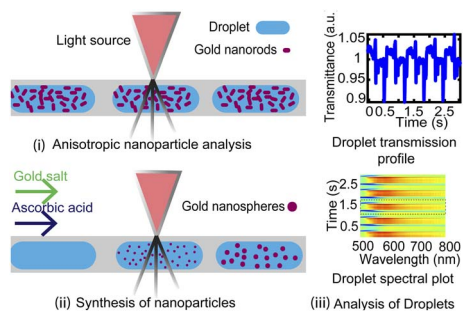 Light source
Droplet
Gold nanorods
(i) Anisotropic nanoparticle analysis
Gold salt
Ascorbic acid
Gold nanospheres
(ii) Synthesis of nanoparticles
Transmittance (a.u.)
1.05
1
0.95
0.9
0 0.5 1.5 2.5
Time (s)
Droplet transmission
profile
Time (s)
2.5
1.5
0.5
500 600 700 800
Wavelength (nm)
Droplet spectral plot
(iii) Analysis of Droplets